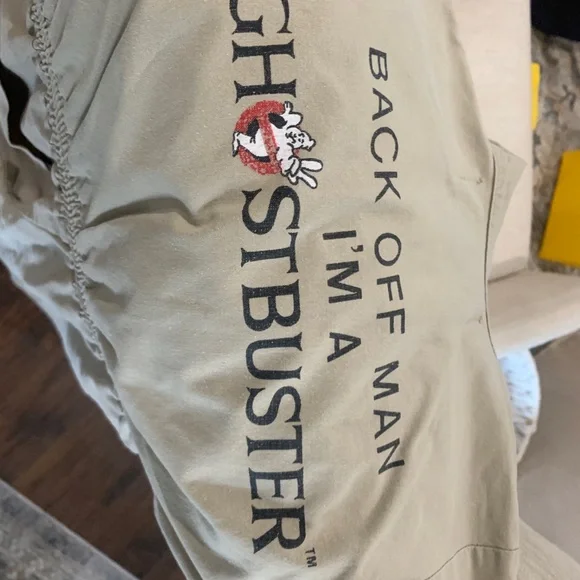 BACK OFF MAN
I'M A
GHOSTBUSTER™